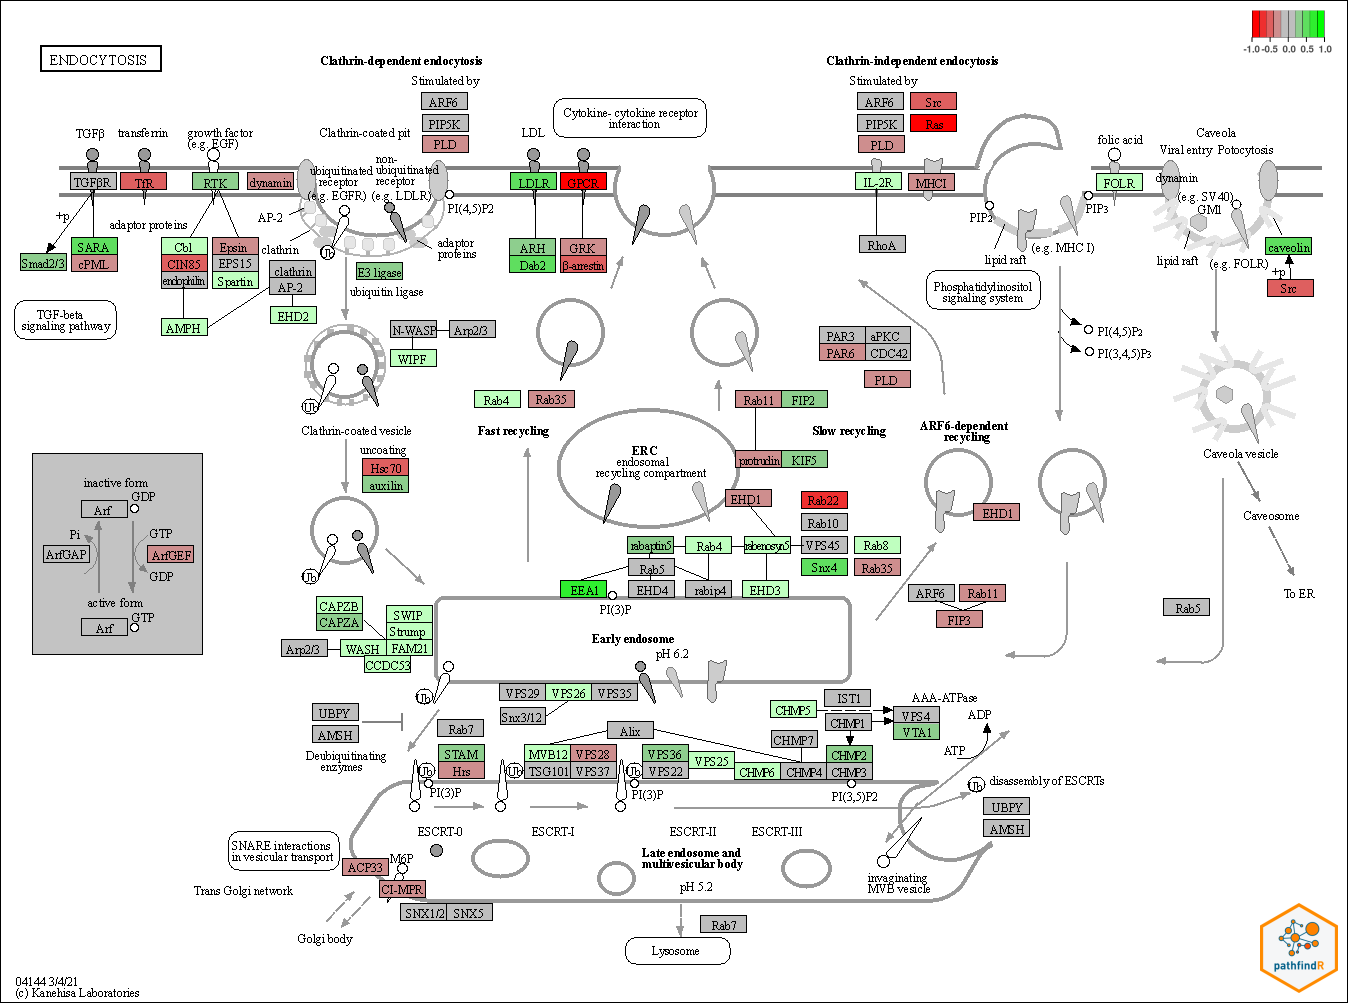 ENDOCYTOSIS
-1.0 -0.5 0.0 0.5 1.0
Clathrin-dependent endocytosis
Stimulated by
ARF6
PIP5K
PLD
Clathrin-independent endocytosis
Stimulated by
ARF6
Src
PIP5K
Ras
PLD
Cytokine- cytokine receptor
interaction
TGFβ
transferrin
growth factor
(e.g. EGF)
Clathrin-coated pit
LDL
folic acid
Caveola
Viral entry Potocytosis
TGFβR
TfR
RTK
dynamin
ubiquitinated
receptor
(e.g. EGFR)
non-
ubiquitinated
receptor
(e.g. LDLR)
PI(4,5)P2
LDLR
GPCR
IL-2R
MHCI
FOLR
dynamin
(e.g. SV40)
GM1
+p
adaptor proteins
AP-2
clathrin
Ub
adaptor
proteins
PIP2
PIP3
lipid raft
(e.g. MHC I)
lipid raft
(e.g. FOLR)
Smad2/3
SARA
cPML
Cbl
CIN85
endophilin
Epsin
EPS15
Spartin
AMPH
clathrin
AP-2
EHD2
E3 ligase
ubiquitin ligase
ARH
Dab2
GRK
β-arrestin
RhoA
caveolin
+p
Src
TGF-beta
signaling pathway
Phosphatidylinositol
signaling system
PI(4,5)P2
PI(3,4,5)P3
N-WASP
Arp2/3
WIPF
PAR3
aPKC
PAR6
CDC42
PLD
Ub
Clathrin-coated vesicle
uncoating
Hsc70
auxilin
Ub
Rab4
Rab35
Fast recycling
Rab11
FIP2
Slow recycling
protrudin
KIF5
ERC
endosomal
recycling compartment
ARF6-dependent
recycling
EHD1
Caveola vesicle
Caveosome
To ER
Rab5
inactive form
Arf
GDP
Pi
GTP
ArfGAP
ArfGEF
GDP
active form
Arf
GTP
EHD1
Rab22
Rab10
rabaptin5
Rab4
rabenosyn5
VPS45
Rab8
Rab5
Snx4
Rab35
EEA1
EHD4
rabip4
EHD3
PI(3)P
ARF6
Rab11
FIP3
CAPZB
CAPZA
SWIP
Strump
Arp2/3
WASH
FAM21
CCDC53
Early endosome
pH 6.2
Ub
VPS29
VPS26
VPS35
Snx3/12
UBPY
AMSH
Deubiquitinating
enzymes
Rab7
STAM
Hrs
Ub
PI(3)P
Alix
MVB12
VPS28
TSG101
VPS37
Ub
VPS36
VPS22
VPS25
Ub
PI(3)P
CHMP5
IST1
CHMP1
CHMP7
CHMP2
CHMP6
CHMP4
CHMP3
PI(3,5)P2
AAA-ATPase
VPS4
VTA1
ADP
ATP
Ub
disassembly of ESCRTs
UBPY
AMSH
ESCRT-0
ESCRT-I
ESCRT-II
ESCRT-III
SNARE interactions
in vesicular transport
ACP33
M6P
CI-MPR
SNX1/2
SNX5
Trans Golgi network
Golgi body
Late endosome and
multivesicular body
pH 5.2
invaginating
MVB vesicle
Rab7
Lysosome
04144 3/4/21
(c) Kanehisa Laboratories
pathfindR